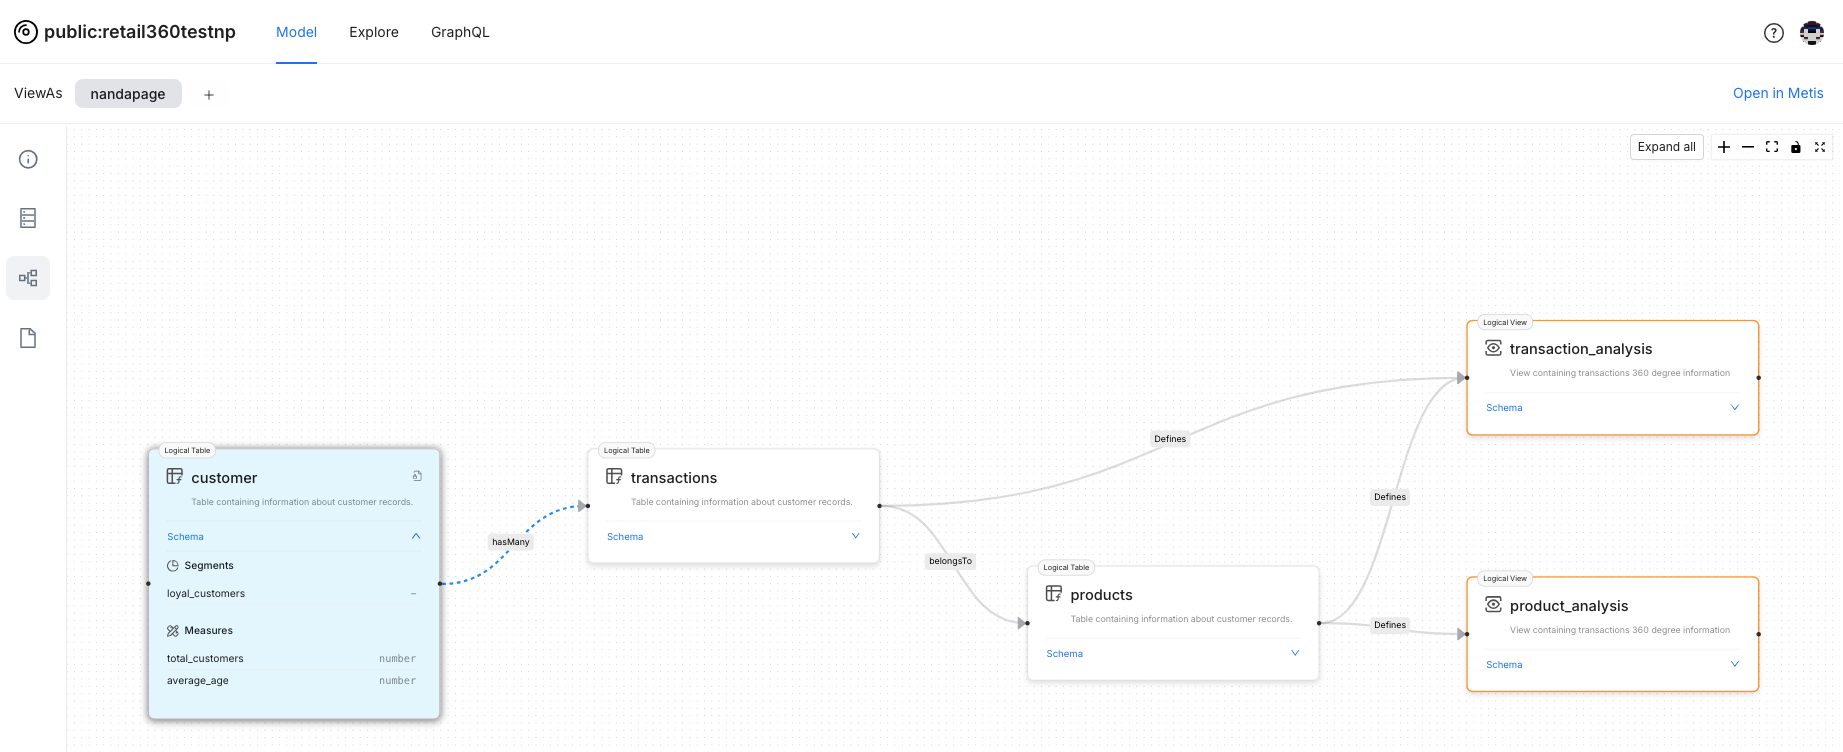 public:retail360testnp
Model
Explore
GraphQL
ViewAs
nandapage
Open in Metis
Expand all
Logical View
transaction_analysis
View containing transactions 360 degree information
Schema
Defines
Logical Table
customer
Table containing information about customer records.
Schema
Segments
loyal_customers
–
Measures
total_customers number
average_age number
hasMany
Logical Table
transactions
Table containing information about customer records.
Schema
belongsTo
Defines
Logical Table
products
Table containing information about customer records.
Schema
Defines
Logical View
product_analysis
View containing transactions 360 degree information
Schema